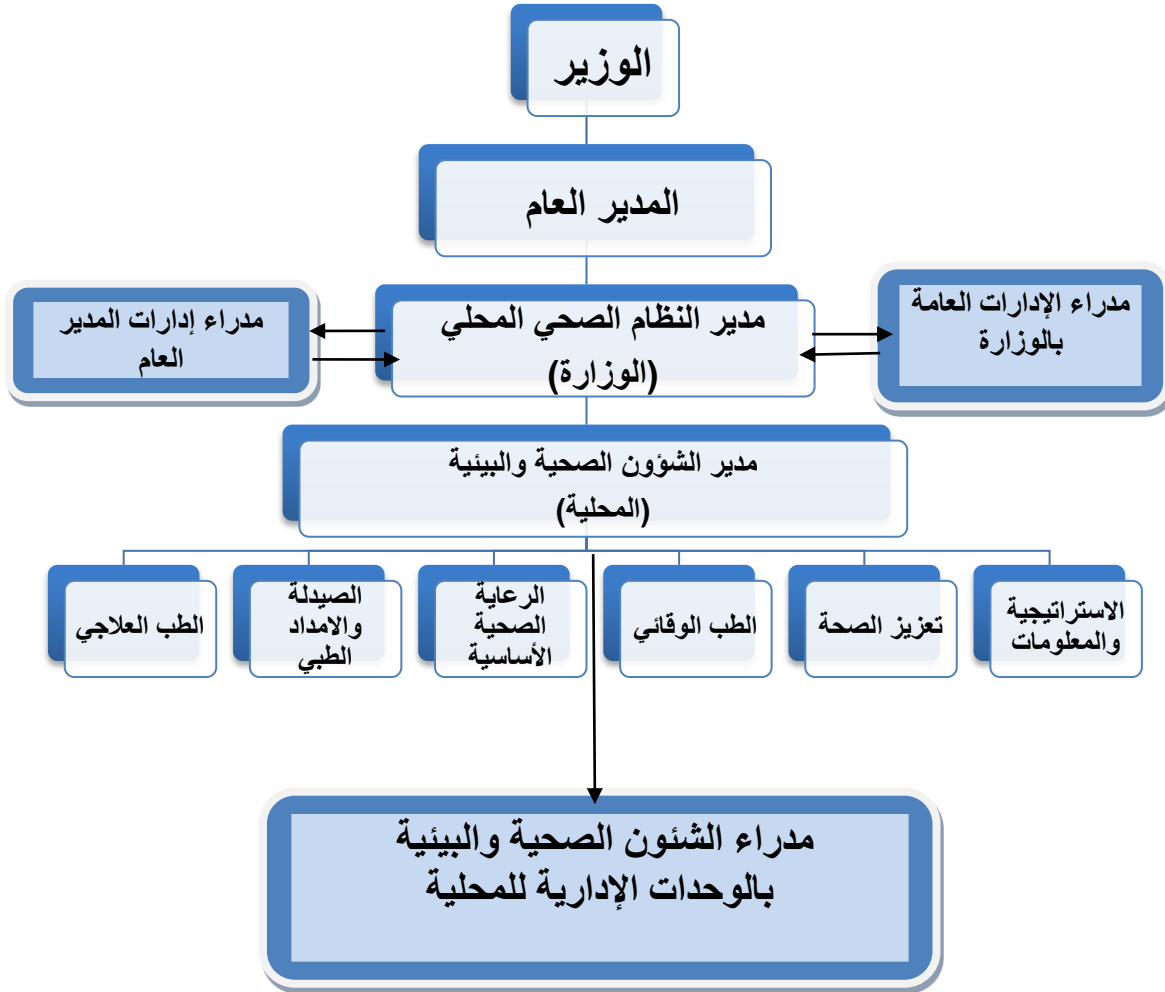 الوزير
المدير العام
مدراء الإدارات العامة
بالوزارة
مدير النظام الصحي المحلي
(الوزارة)
مدراء إدارات المدير
العام
مدير الشؤون الصحية والبيئية
(المحلية)
الاستراتيجية
والمعلومات
تعزيز الصحة
الطب الوقائي
الرعاية
الصحية
الأساسية
الصيدلة
والامداد
الطبي
الطب العلاجي
مدراء الشئون الصحية والبيئية
بالوحدات الإدارية للمحلية